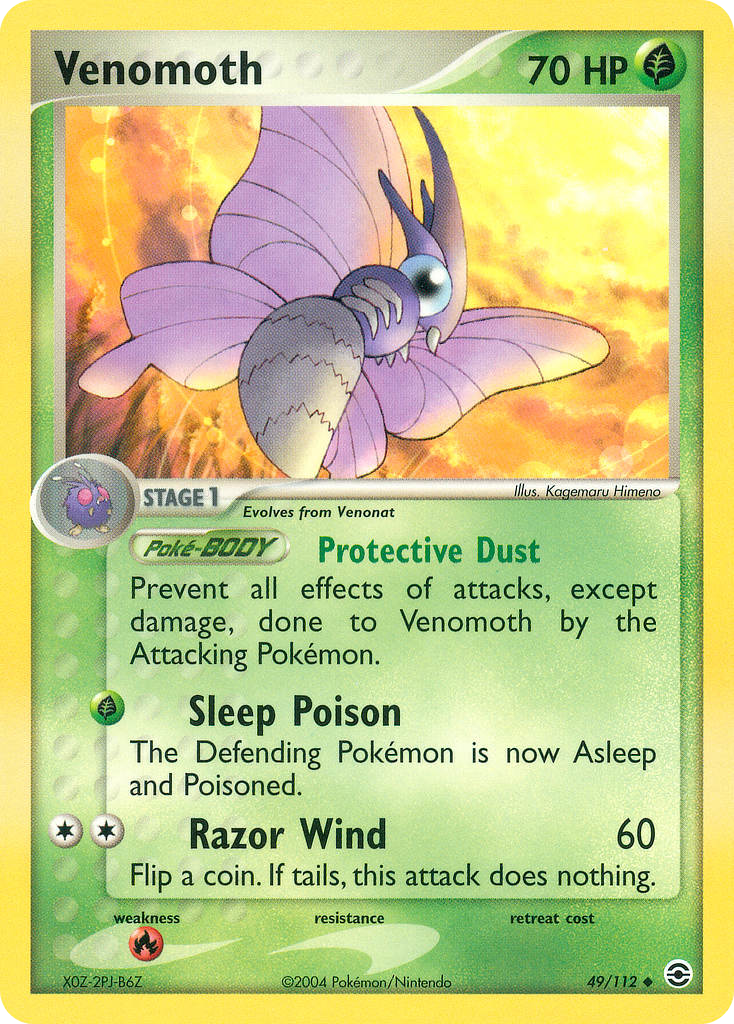 Venomoth
70 HP
STAGE 1
Illus. Kagemaru Himeno
Evolves from Venonat
Poké-BODY Protective Dust
Prevent all effects of attacks, except
damage, done to Venomoth by the
Attacking Pokémon.
Sleep Poison
The Defending Pokémon is now Asleep
and Poisoned.
Razor Wind 60
Flip a coin. If tails, this attack does nothing.
weakness resistance retreat cost
X0Z-2PJ-B6Z ©2004 Pokémon/Nintendo 49/112 ◆